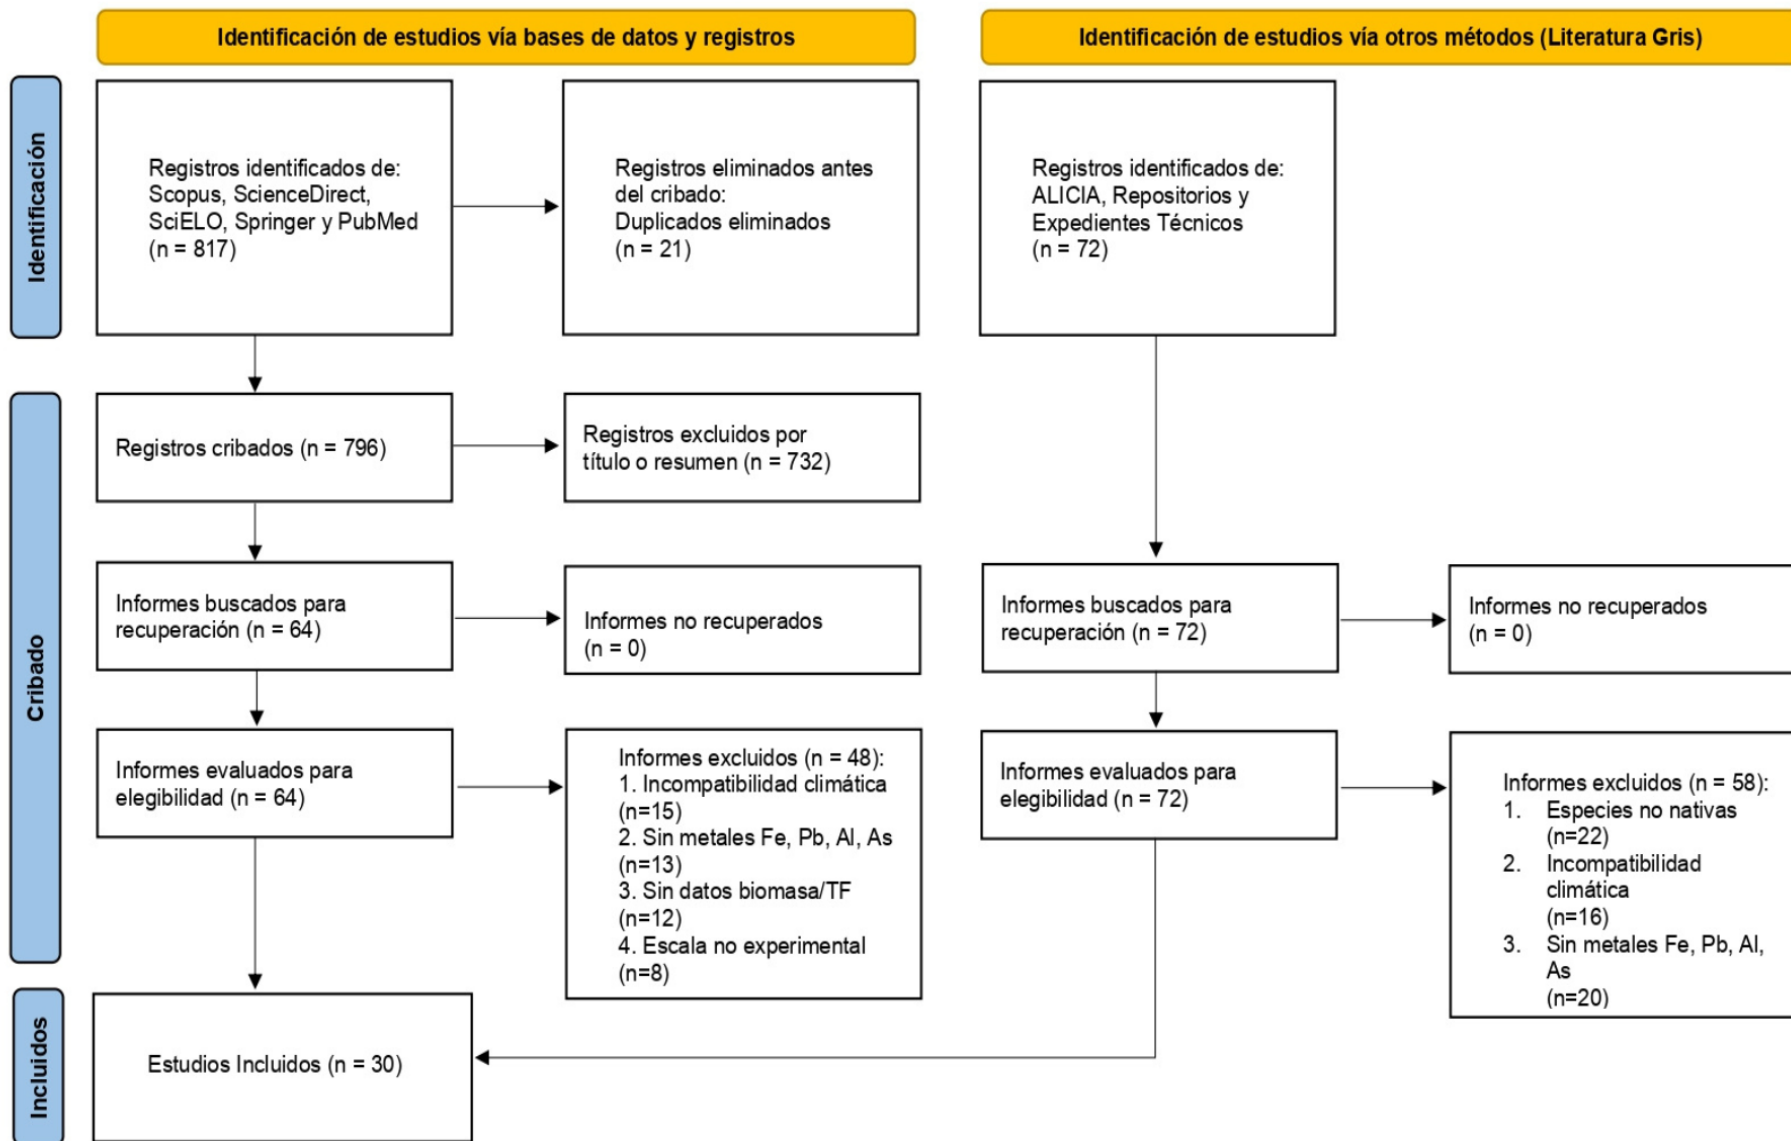 Identificación de estudios vía bases de datos y registros
Identificación de estudios vía otros métodos (Literatura Gris)
Identificación
Registros identificados de:
Scopus, ScienceDirect,
SciELO, Springer y PubMed
(n = 817)
Registros eliminados antes
del cribado:
Duplicados eliminados
(n = 21)
Registros identificados de:
ALICIA, Repositorios y
Expedientes Técnicos
(n = 72)
Cribado
Registros cribados (n = 796)
Registros excluidos por
título o resumen (n = 732)
Informes buscados para
recuperación (n = 64)
Informes no recuperados
(n = 0)
Informes buscados para
recuperación (n = 72)
Informes no recuperados
(n = 0)
Informes evaluados para
elegibilidad (n = 64)
Informes excluidos (n = 48):
1. Incompatibilidad climática
(n=15)
2. Sin metales Fe, Pb, Al, As
(n=13)
3. Sin datos biomasa/TF
(n=12)
4. Escala no experimental
(n=8)
Informes evaluados para
elegibilidad (n = 72)
Informes excluidos (n = 58):
1. Especies no nativas
(n=22)
2. Incompatibilidad
climática
(n=16)
3. Sin metales Fe, Pb, Al,
As
(n=20)
Incluidos
Estudios Incluidos (n = 30)